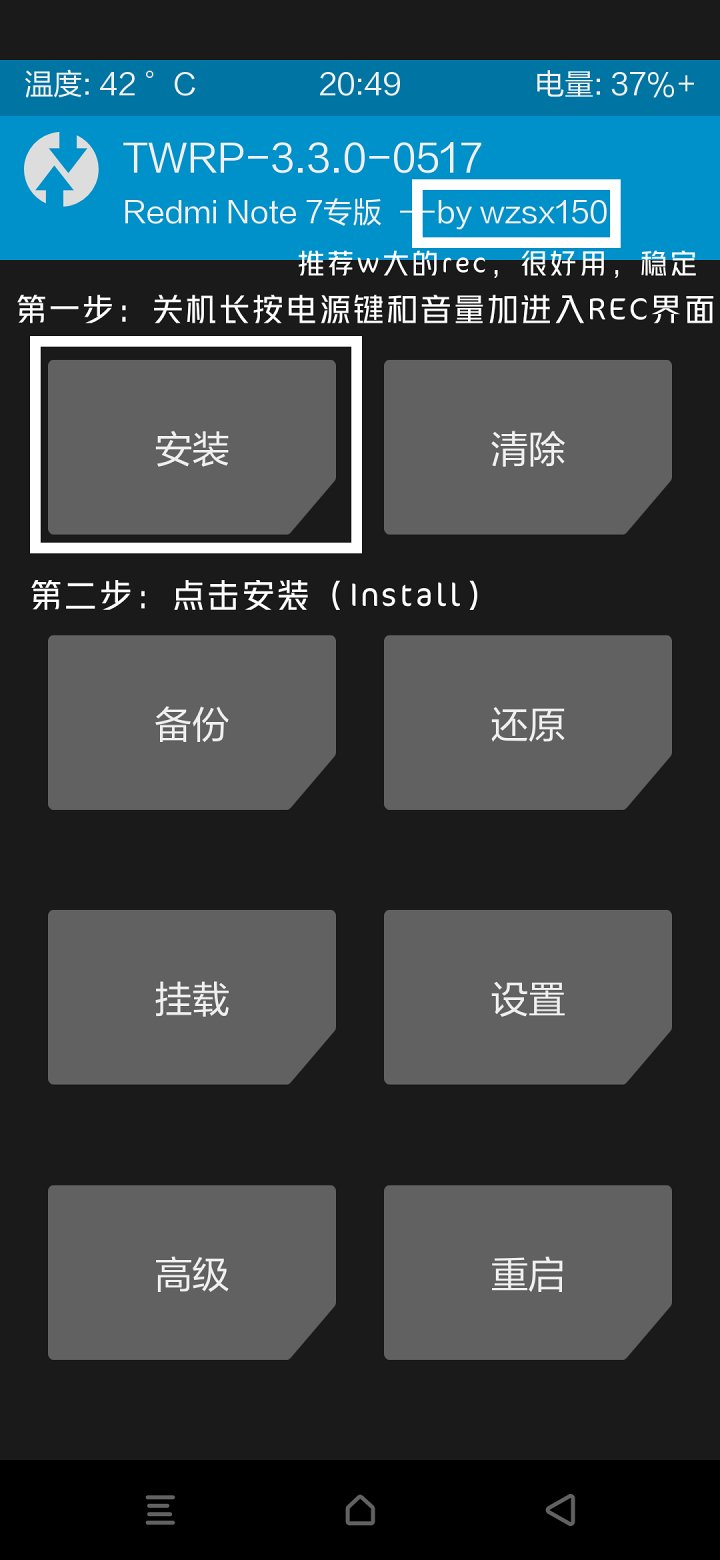 温度: 42 ° C 20:49 电量: 37%+
TWRP-3.3.0-0517
Redmi Note 7专版 —by wzsx150
推荐w大的rec，很好用，稳定
第一步：关机长按电源键和音量加进入REC界面
安装 清除
第二步：点击安装（Install）
备份 还原
挂载 设置
高级 重启